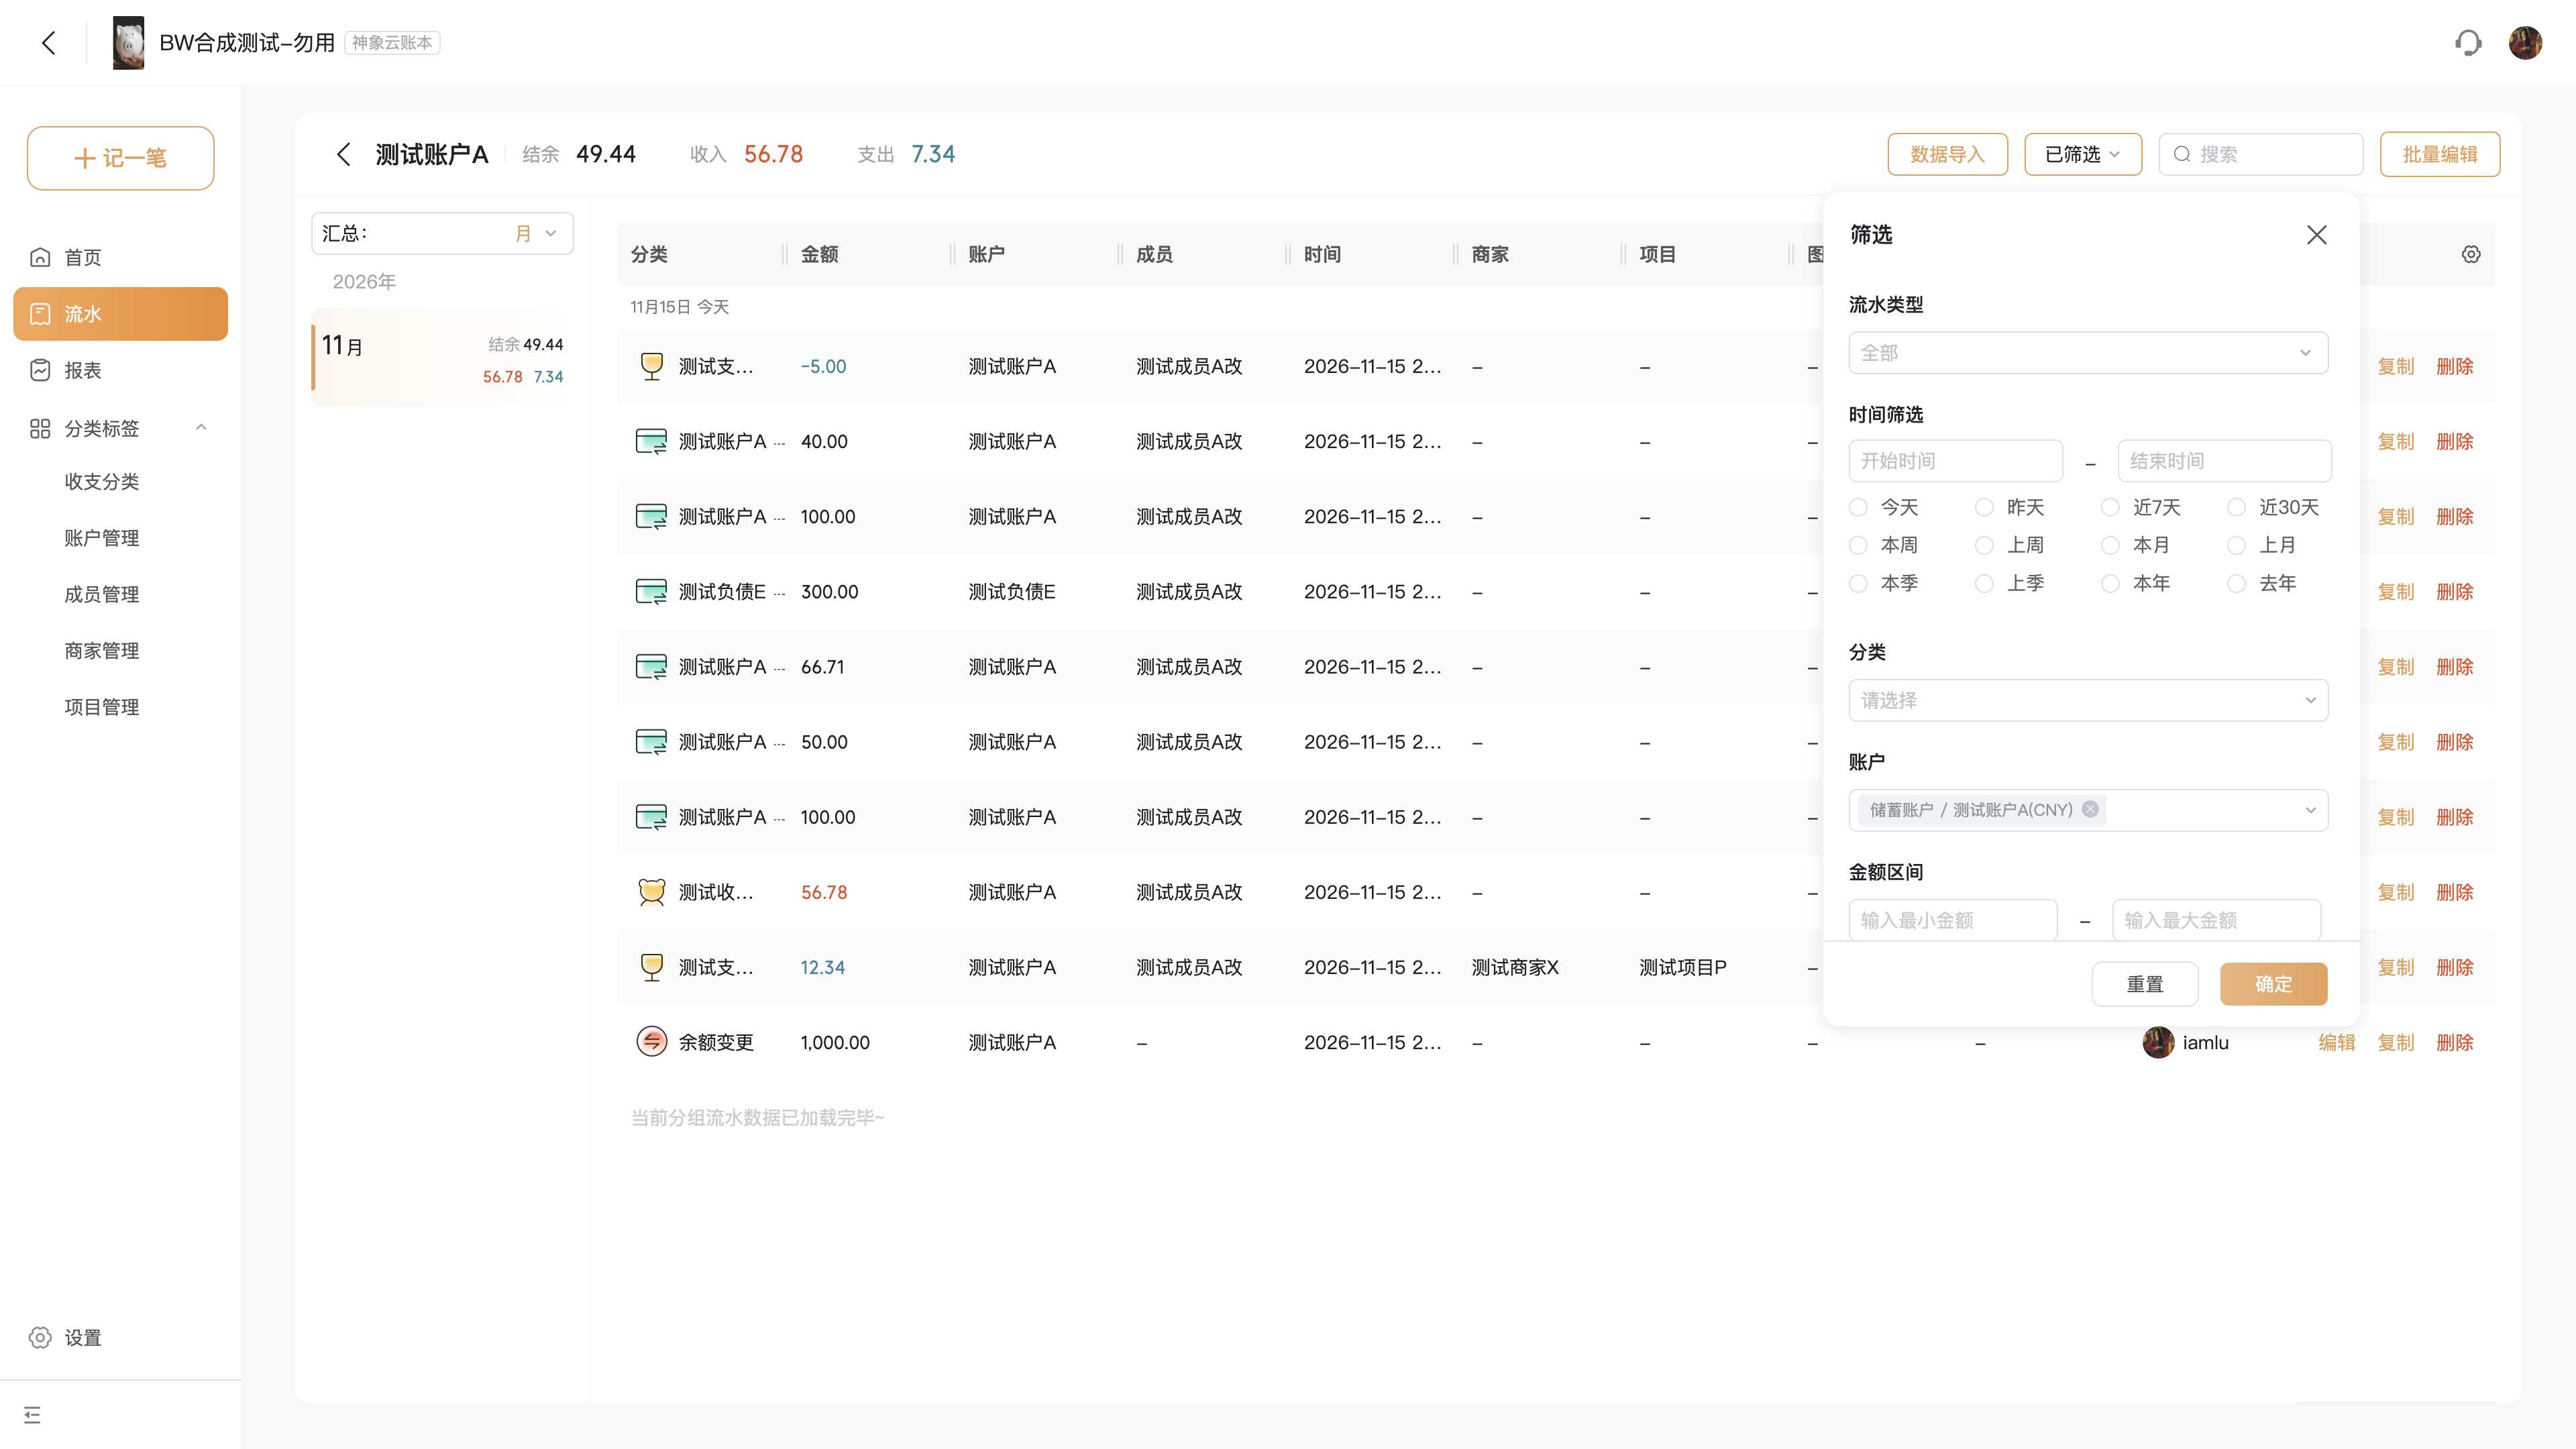 BW合成测试-勿用 神象云账本
记一笔
首页
流水
报表
分类标签
收支分类
账户管理
成员管理
商家管理
项目管理
设置
测试账户A 结余 49.44 收入 56.78 支出 7.34
数据导入 已筛选 搜索 批量编辑
汇总: 月
2026年
11月 结余 49.44
56.78 7.34
分类 金额 账户 成员 时间 商家 项目
11月15日 今天
测试支... -5.00 测试账户A 测试成员A改 2026-11-15 2... - - - 复制 删除
测试账户A ... 40.00 测试账户A 测试成员A改 2026-11-15 2... - - - 复制 删除
测试账户A ... 100.00 测试账户A 测试成员A改 2026-11-15 2... - - - 复制 删除
测试负债E ... 300.00 测试负债E 测试成员A改 2026-11-15 2... - - - 复制 删除
测试账户A ... 66.71 测试账户A 测试成员A改 2026-11-15 2... - - - 复制 删除
测试账户A ... 50.00 测试账户A 测试成员A改 2026-11-15 2... - - - 复制 删除
测试账户A ... 100.00 测试账户A 测试成员A改 2026-11-15 2... - - - 复制 删除
测试收... 56.78 测试账户A 测试成员A改 2026-11-15 2... - - - 复制 删除
测试支... 12.34 测试账户A 测试成员A改 2026-11-15 2... 测试商家X 测试项目P - 复制 删除
余额变更 1,000.00 测试账户A - 2026-11-15 2... - - - - iamlu 编辑 复制 删除
当前分组流水数据已加载完毕~
筛选
流水类型
全部
时间筛选
开始时间 - 结束时间
今天 昨天 近7天 近30天
本周 上周 本月 上月
本季 上季 本年 去年
分类
请选择
账户
储蓄账户 / 测试账户A(CNY)
金额区间
输入最小金额 - 输入最大金额
重置 确定